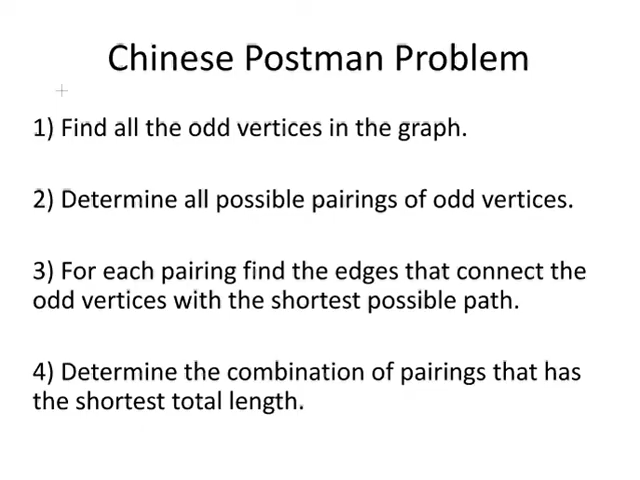 Chinese Postman Problem
1) Find all the odd vertices in the graph.
2) Determine all possible pairings of odd vertices.
3) For each pairing find the edges that connect the
odd vertices with the shortest possible path.
4) Determine the combination of pairings that has
the shortest total length.